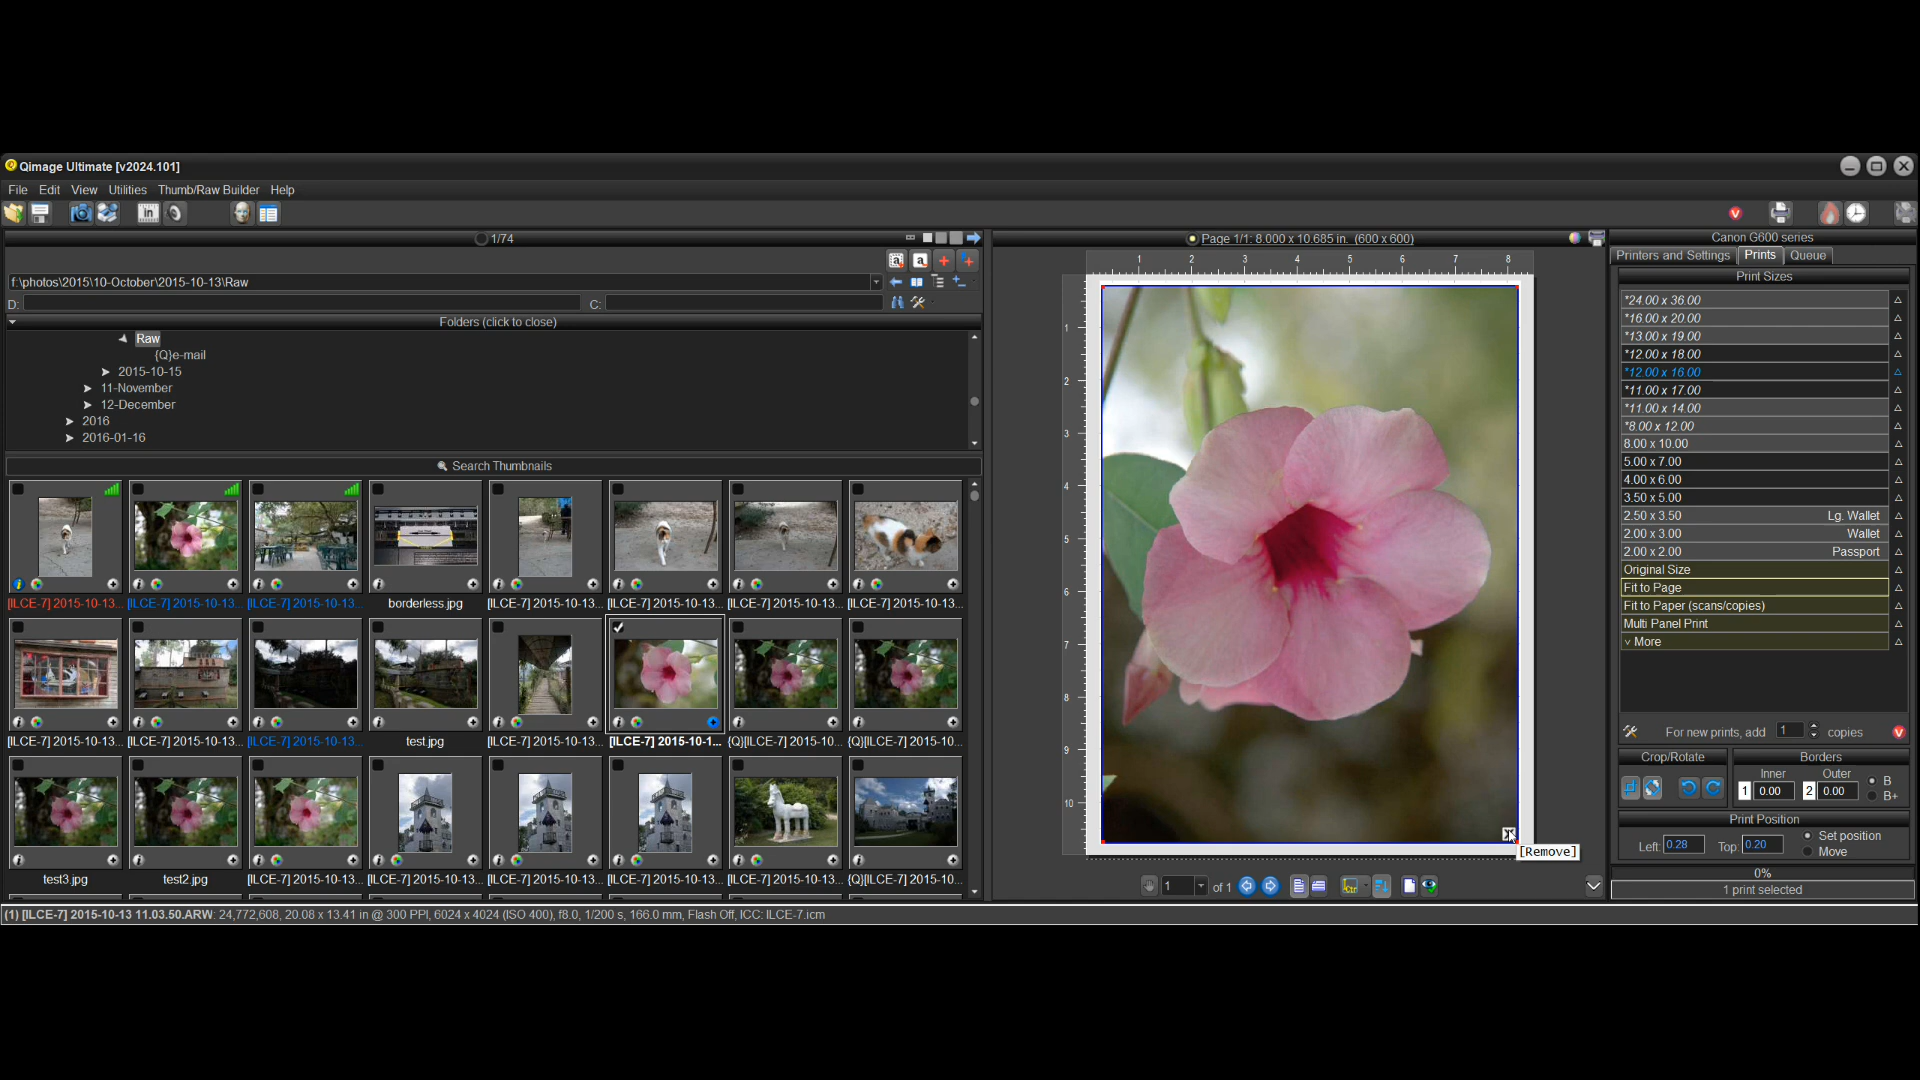 Qimage Ultimate [v2024.101]
File Edit View Utilities Thumb/Raw Builder Help
in
V
1/74
Page 1/1: 8.000 x 10.685 in. (600 x 600)
Canon G600 series
Printers and Settings Prints Queue
Print Sizes
a a
f:\photos\2015\10-October\2015-10-13\Raw
D: C:
Folders (click to close)
Raw
{Q}e-mail
2015-10-15
11-November
12-December
2016
2016-01-16
Search Thumbnails
[ILCE-7] 2015-10-13... [ILCE-7] 2015-10-13... [ILCE-7] 2015-10-13... borderless.jpg [ILCE-7] 2015-10-13... [ILCE-7] 2015-10-13... [ILCE-7] 2015-10-13... [ILCE-7] 2015-10-13...
[ILCE-7] 2015-10-13... [ILCE-7] 2015-10-13... [ILCE-7] 2015-10-13... test.jpg [ILCE-7] 2015-10-13... [ILCE-7] 2015-10-1... {Q}[ILCE-7] 2015-10... {Q}[ILCE-7] 2015-10...
test3.jpg test2.jpg [ILCE-7] 2015-10-13... [ILCE-7] 2015-10-13... [ILCE-7] 2015-10-13... [ILCE-7] 2015-10-13... [ILCE-7] 2015-10-13... {Q}[ILCE-7] 2015-10...
1 2 3 4 5 6 7 8
1
2
3
4
5
6
7
8
9
10
[Remove]
1 of 1
Ctr
*24.00 x 36.00
*16.00 x 20.00
*13.00 x 19.00
*12.00 x 18.00
*12.00 x 16.00
*11.00 x 17.00
*11.00 x 14.00
*8.00 x 12.00
8.00 x 10.00
5.00 x 7.00
4.00 x 6.00
3.50 x 5.00
2.50 x 3.50 Lg. Wallet
2.00 x 3.00 Wallet
2.00 x 2.00 Passport
Original Size
Fit to Page
Fit to Paper (scans/copies)
Multi Panel Print
v More
For new prints, add 1 copies V
Crop/Rotate Borders
Inner Outer
1 0.00 2 0.00 B
B+
Print Position
Left: 0.28 Top: 0.20 Set position
Move
0%
1 print selected
(1) [ILCE-7] 2015-10-13 11.03.50.ARW: 24,772,608, 20.08 x 13.41 in @ 300 PPI, 6024 x 4024 (ISO 400), f8.0, 1/200 s, 166.0 mm, Flash Off, ICC: ILCE-7.icm